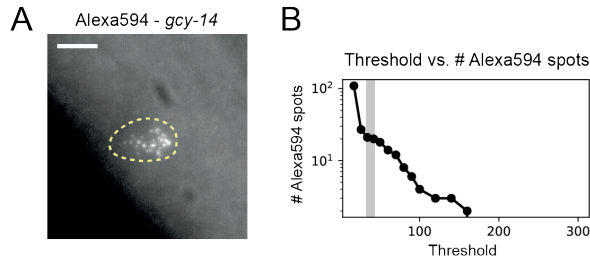 A
Alexa594 - gcy-14
B
Threshold vs. # Alexa594 spots
# Alexa594 spots
10²
10¹
100
200
300
Threshold